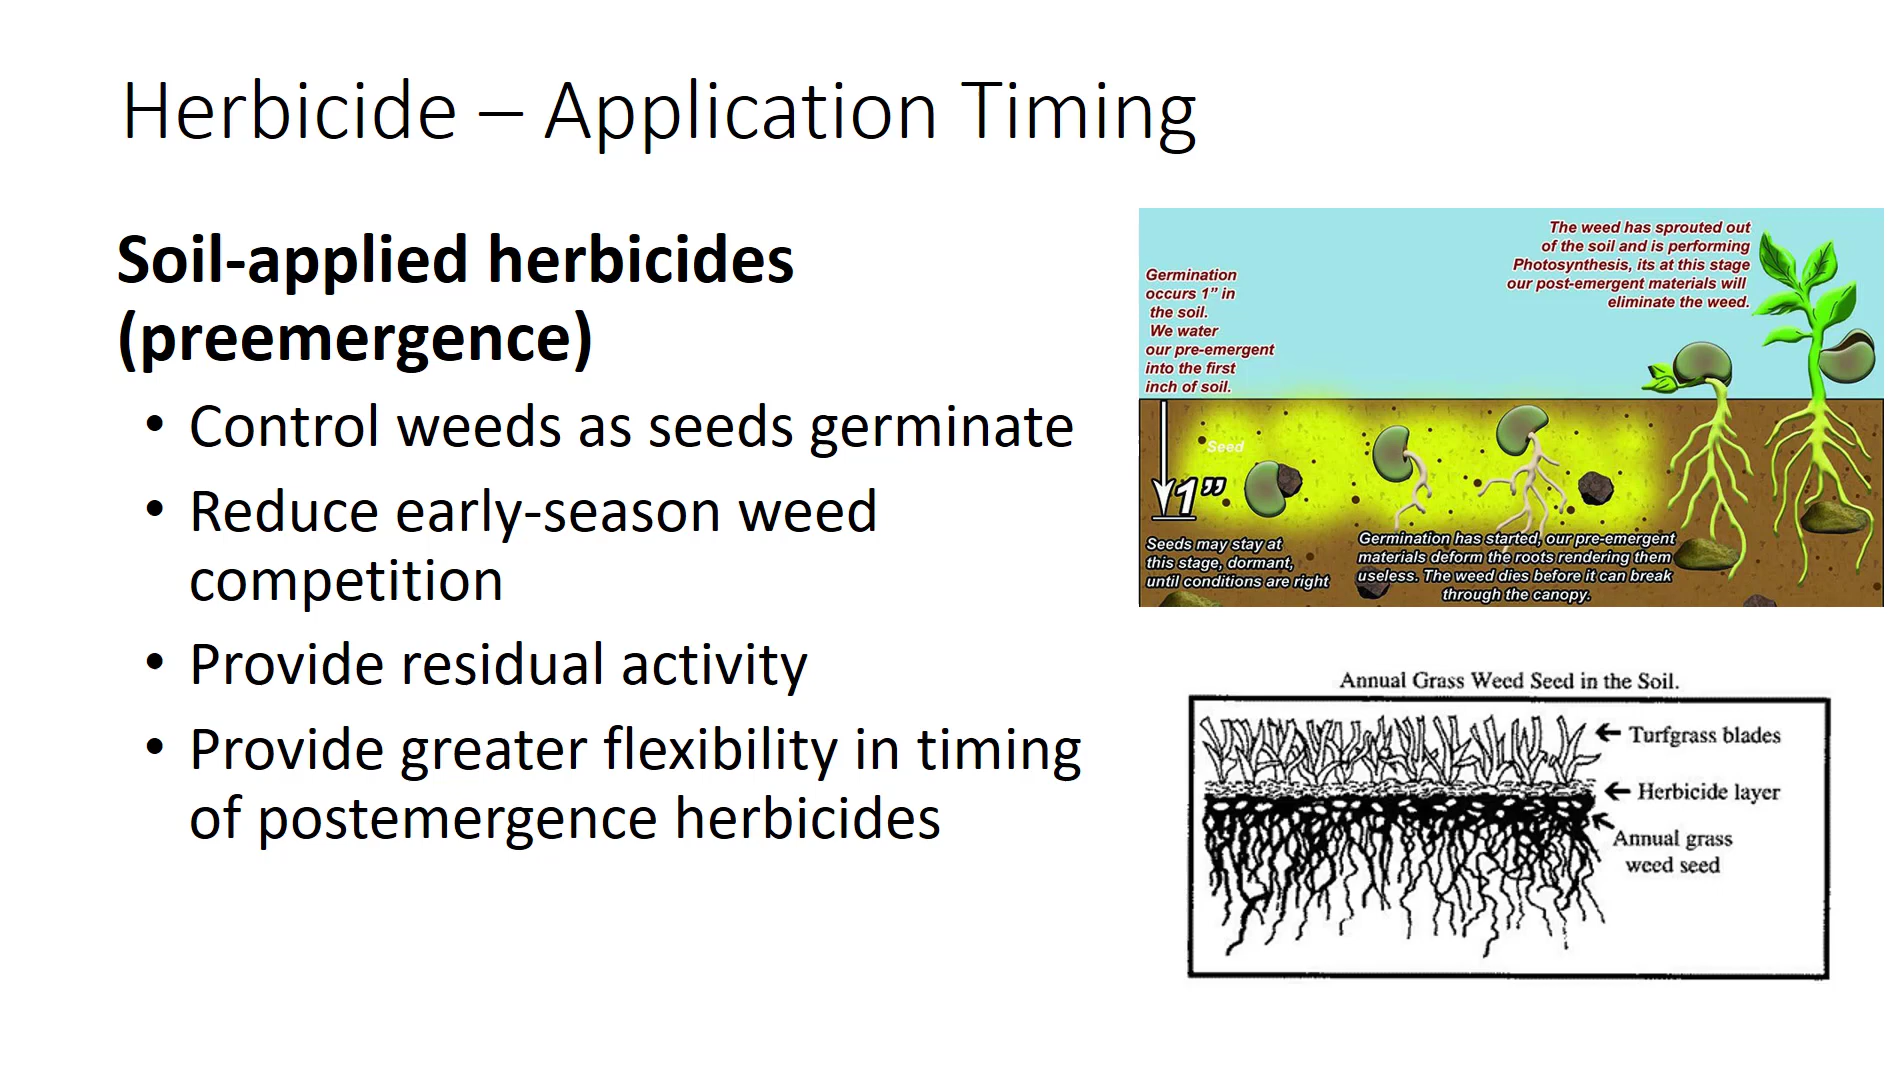 Herbicide – Application Timing
Soil-applied herbicides
(preemergence)
• Control weeds as seeds germinate
• Reduce early-season weed
competition
• Provide residual activity
• Provide greater flexibility in timing
of postemergence herbicides
Germination
occurs 1” in
the soil.
We water
our pre-emergent
into the first
inch of soil.
The weed has sprouted out
of the soil and is performing
Photosynthesis, its at this stage
our post-emergent materials will
eliminate the weed.
Seed
1”
Seeds may stay at
this stage, dormant,
until conditions are right
Germination has started, our pre-emergent
materials deform the roots rendering them
useless. The weed dies before it can break
through the canopy.
Annual Grass Weed Seed in the Soil.
Turfgrass blades
Herbicide layer
Annual grass
weed seed